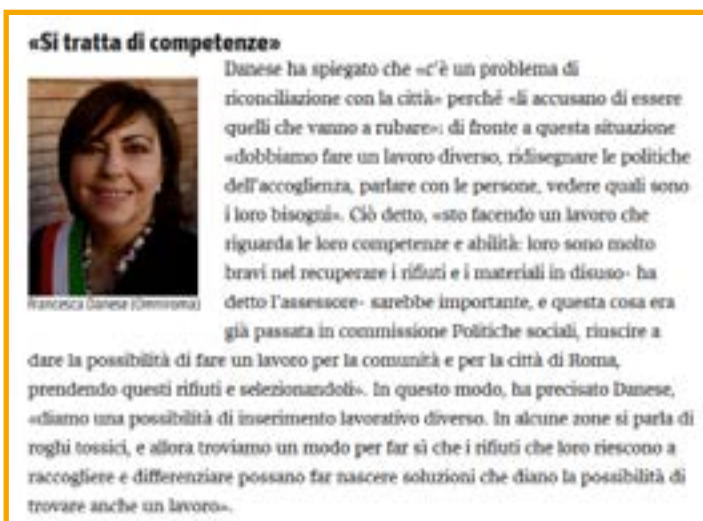 «Si tratta di competenze»
Danese ha spiegato che «c'è un problema di
riconciliazione con la città» perché «li accusano di essere
quelli che vanno a rubare»: di fronte a questa situazione
«dobbiamo fare un lavoro diverso, ridisegnare le politiche
dell'accoglienza, parlare con le persone, vedere quali sono
i loro bisogni». Ciò detto, «sto facendo un lavoro che
riguarda le loro competenze e abilità: loro sono molto
bravi nel recuperare i rifiuti e i materiali in disuso- ha
Francesca Danese (Omniroma)
detto l'assessore- sarebbe importante, e questa cosa era
già passata in commissione Politiche sociali, riuscire a
dare la possibilità di fare un lavoro per la comunità e per la città di Roma,
prendendo questi rifiuti e selezionandoli». In questo modo, ha precisato Danese,
«diamo una possibilità di inserimento lavorativo diverso. In alcune zone si parla di
roghi tossici, e allora troviamo un modo per far sì che i rifiuti che loro riescono a
raccogliere e differenziare possano far nascere soluzioni che diano la possibilità di
trovare anche un lavoro».